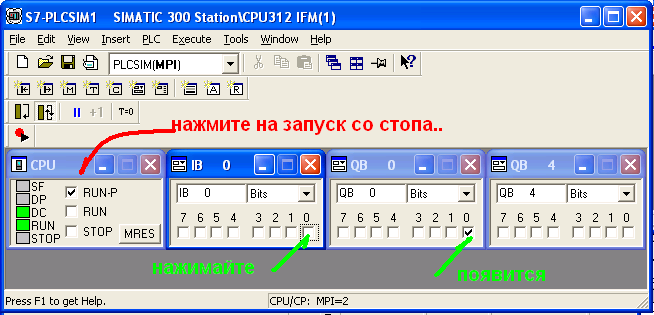 S7-PLCSIM1    SIMATIC 300 Station\CPU312 IFM(1)
File Edit View Insert PLC Execute Tools Window Help
PLCSIM(MPI)
+1 T=0
нажмите на запуск со стопа..
CPU IB 0 QB 0 QB 4
SF
DP
DC
RUN
STOP
RUN-P
RUN
STOP MRES
IB 0 Bits
7 6 5 4 3 2 1 0
QB 0 Bits
7 6 5 4 3 2 1 0
QB 4 Bits
7 6 5 4 3 2 1 0
нажимайте
появится
Press F1 to get Help. CPU/CP: MPI=2